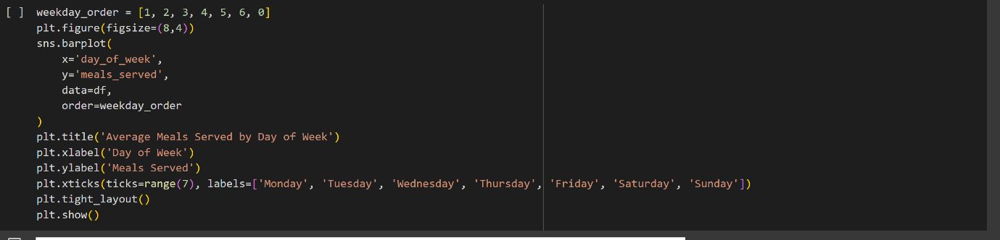 [ ] weekday_order = [1, 2, 3, 4, 5, 6, 0]
plt.figure(figsize=(8,4))
sns.barplot(
    x='day_of_week',
    y='meals_served',
    data=df,
    order=weekday_order
)
plt.title('Average Meals Served by Day of Week')
plt.xlabel('Day of Week')
plt.ylabel('Meals Served')
plt.xticks(ticks=range(7), labels=['Monday', 'Tuesday', 'Wednesday', 'Thursday', 'Friday', 'Saturday', 'Sunday'])
plt.tight_layout()
plt.show()